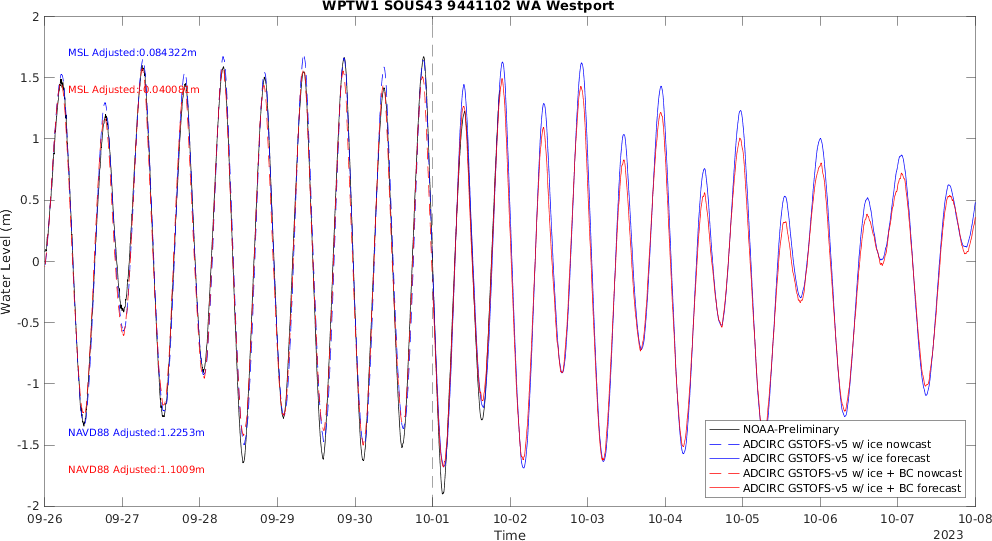 WPTW1 SOUS43 9441102 WA Westport
Water Level (m)
2
1.5
1
0.5
0
-0.5
-1
-1.5
-2
MSL Adjusted:0.084322m
MSL Adjusted:-0.040081m
NAVD88 Adjusted:1.2253m
NAVD88 Adjusted:1.1009m
NOAA-Preliminary
ADCIRC GSTOFS-v5 w/ ice nowcast
ADCIRC GSTOFS-v5 w/ ice forecast
ADCIRC GSTOFS-v5 w/ ice + BC nowcast
ADCIRC GSTOFS-v5 w/ ice + BC forecast
09-26 09-27 09-28 09-29 09-30 10-01 10-02 10-03 10-04 10-05 10-06 10-07 10-08
Time
2023